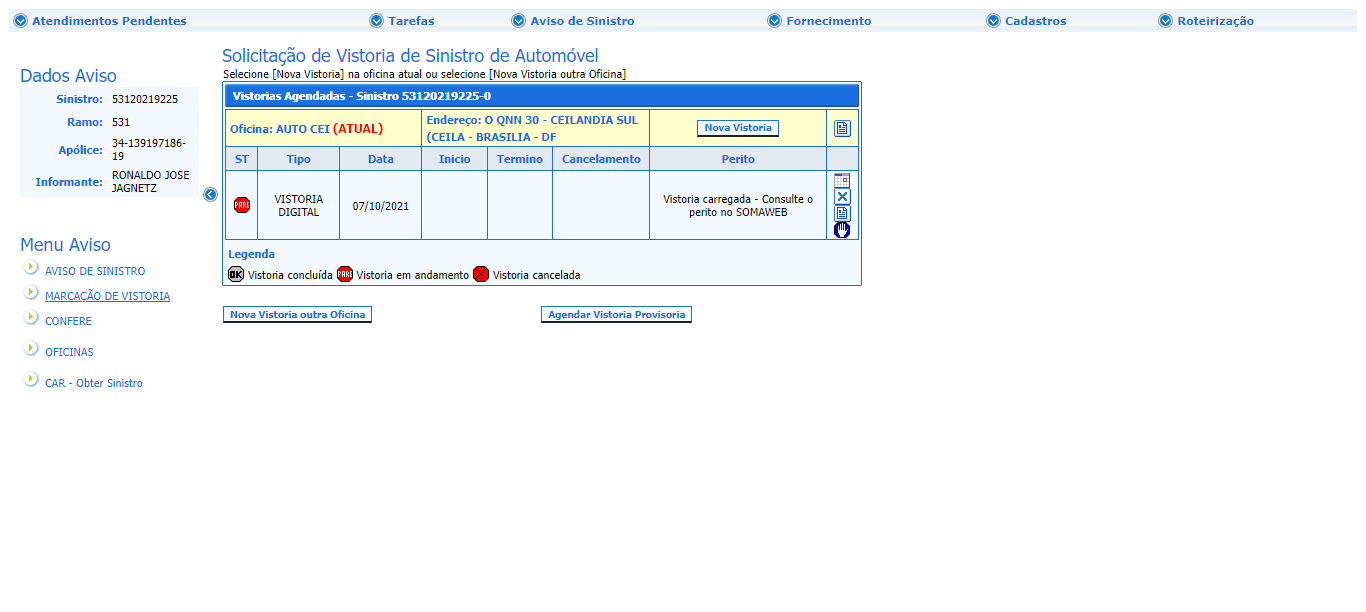 Atendimentos Pendentes Tarefas Aviso de Sinistro Fornecimento Cadastros Roteirização
Dados Aviso
Sinistro: 53120219225
Ramo: 531
Apólice: 34-139197186-
19
Informante: RONALDO JOSE
JAGNETZ
Menu Aviso
AVISO DE SINISTRO
MARCAÇÃO DE VISTORIA
CONFERE
OFICINAS
CAR - Obter Sinistro
Solicitação de Vistoria de Sinistro de Automóvel
Selecione [Nova Vistoria] na oficina atual ou selecione [Nova Vistoria outra Oficina]
Vistorias Agendadas - Sinistro 53120219225-0
Oficina: AUTO CEI (ATUAL)
Endereço: O QNN 30 - CEILANDIA SUL
(CEILA - BRASILIA - DF
Nova Vistoria
ST Tipo Data Inicio Termino Cancelamento Perito
PARE
VISTORIA
DIGITAL
07/10/2021
Vistoria carregada - Consulte o
perito no SOMAWEB
Legenda
OK Vistoria concluída PARE Vistoria em andamento Vistoria cancelada
Nova Vistoria outra Oficina Agendar Vistoria Provisoria